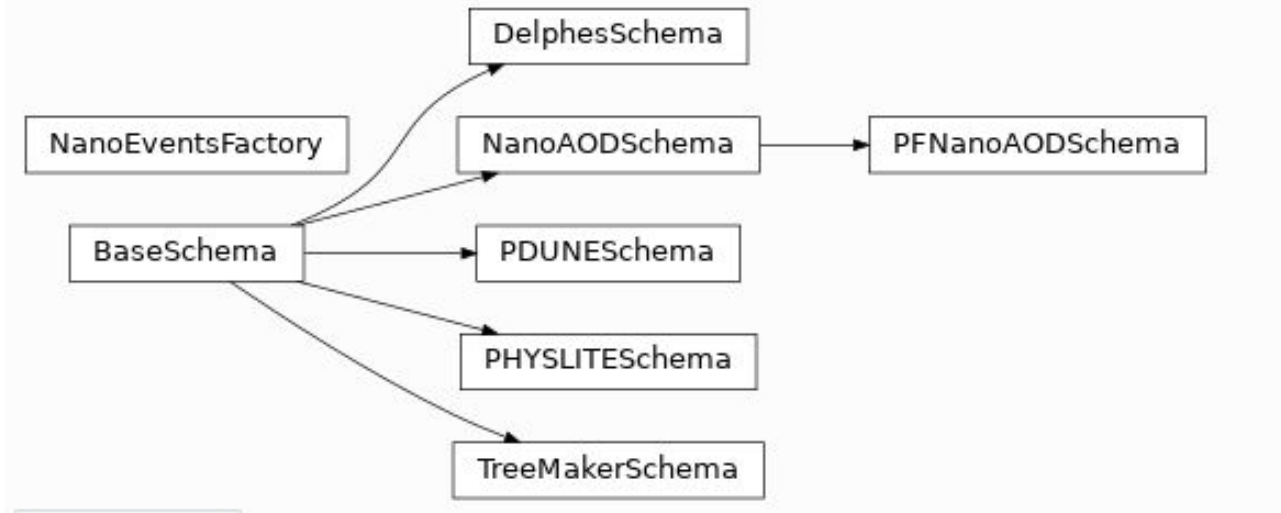 DelphesSchema
NanoEventsFactory
NanoAODSchema
PFNanoAODSchema
BaseSchema
PDUNESchema
PHYSLITESchema
TreeMakerSchema